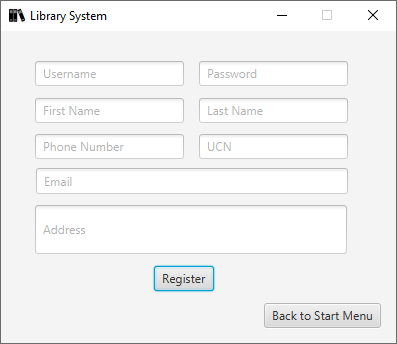 Library System
Username Password
First Name Last Name
Phone Number UCN
Email
Address
Register
Back to Start Menu